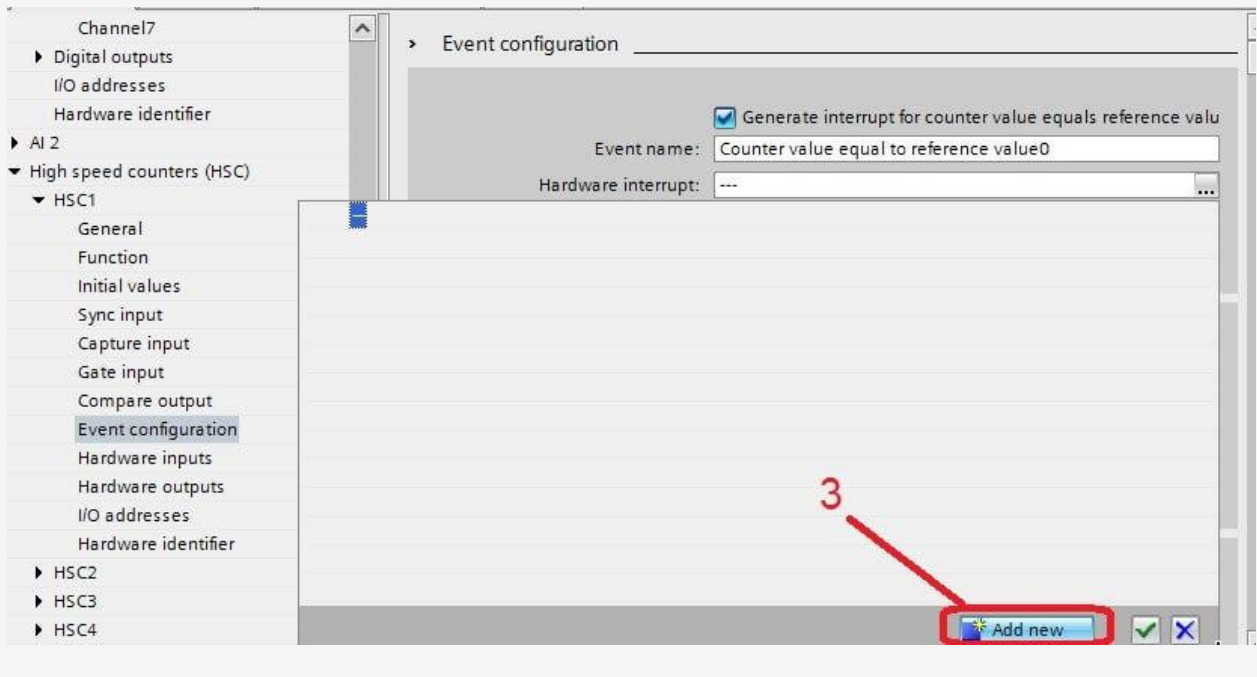 Channel7
Digital outputs
I/O addresses
Hardware identifier
AI 2
High speed counters (HSC)
HSC1
General
Function
Initial values
Sync input
Capture input
Gate input
Compare output
Event configuration
Hardware inputs
Hardware outputs
I/O addresses
Hardware identifier
HSC2
HSC3
HSC4
Event configuration
Generate interrupt for counter value equals reference valu
Event name: Counter value equal to reference value0
Hardware interrupt: --- ...
3
Add new